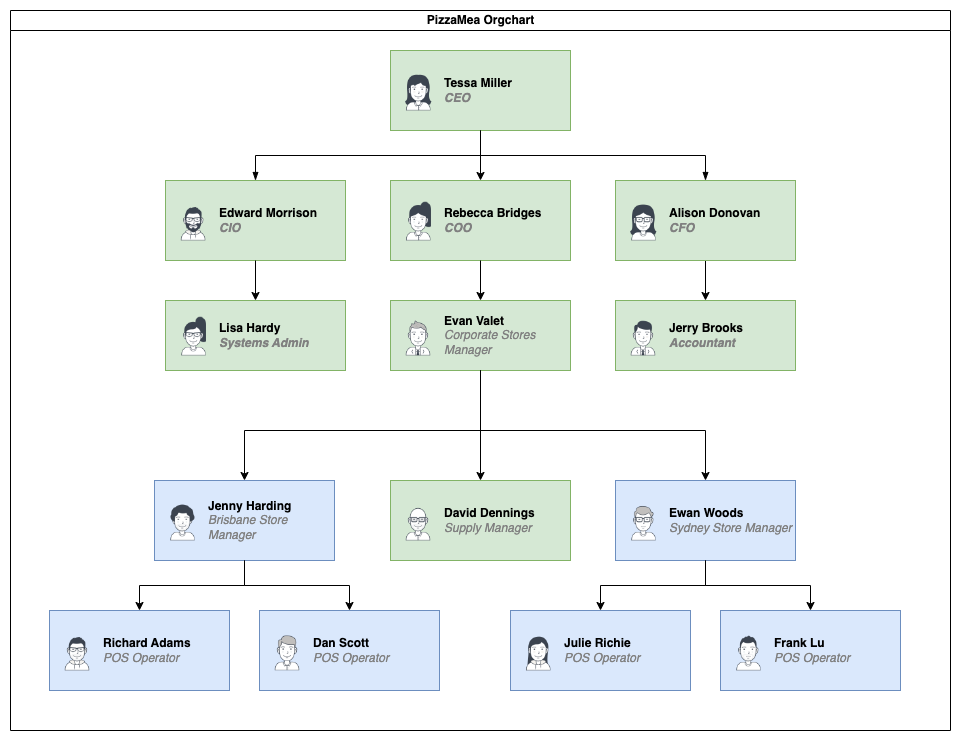 PizzaMea Orgchart
Tessa Miller
CEO
Edward Morrison
CIO
Rebecca Bridges
COO
Alison Donovan
CFO
Lisa Hardy
Systems Admin
Evan Valet
Corporate Stores
Manager
Jerry Brooks
Accountant
Jenny Harding
Brisbane Store
Manager
David Dennings
Supply Manager
Ewan Woods
Sydney Store Manager
Richard Adams
POS Operator
Dan Scott
POS Operator
Julie Richie
POS Operator
Frank Lu
POS Operator